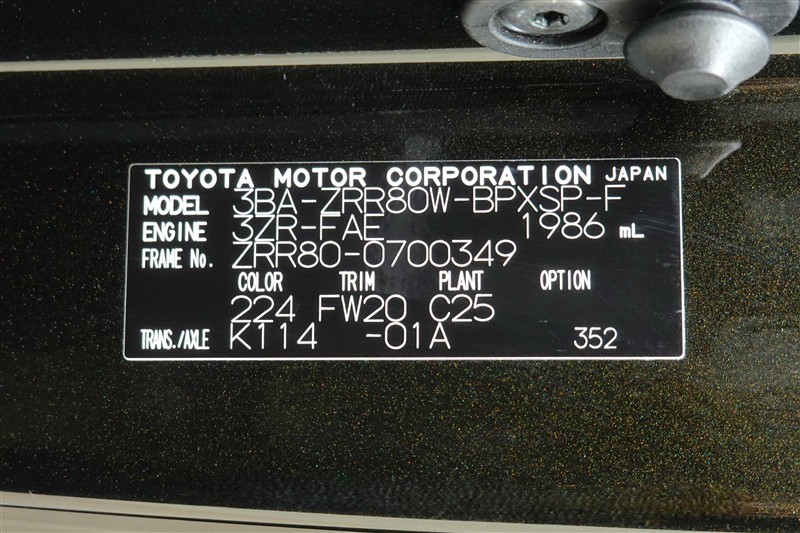 TOYOTA MOTOR CORPORATION JAPAN
MODEL 3BA-ZRR80W-BPXSP-F
ENGINE 3ZR-FAE 1986 mL
FRAME No. ZRR80-0700349
COLOR TRIM PLANT OPTION
224 FW20 C25
TRANS./AXLE K114 -01A 352